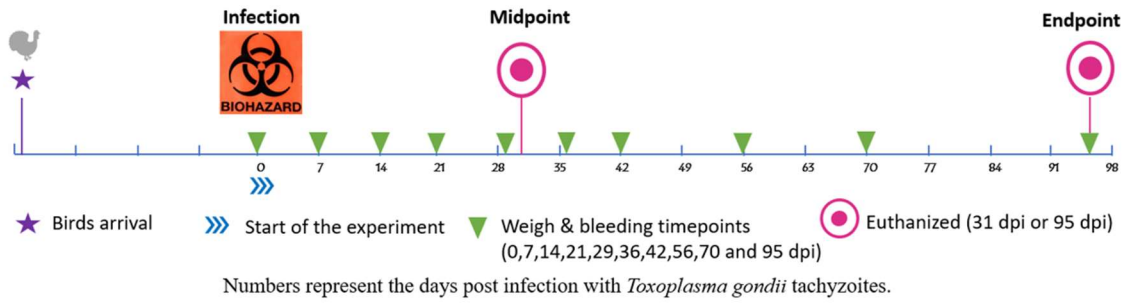 Infection
Midpoint
Endpoint
BIOHAZARD
0 7 14 21 28 35 42 49 56 63 70 77 84 91 98
Birds arrival
Start of the experiment
Weigh & bleeding timepoints
(0,7,14,21,29,36,42,56,70 and 95 dpi)
Euthanized (31 dpi or 95 dpi)
Numbers represent the days post infection with Toxoplasma gondii tachyzoites.